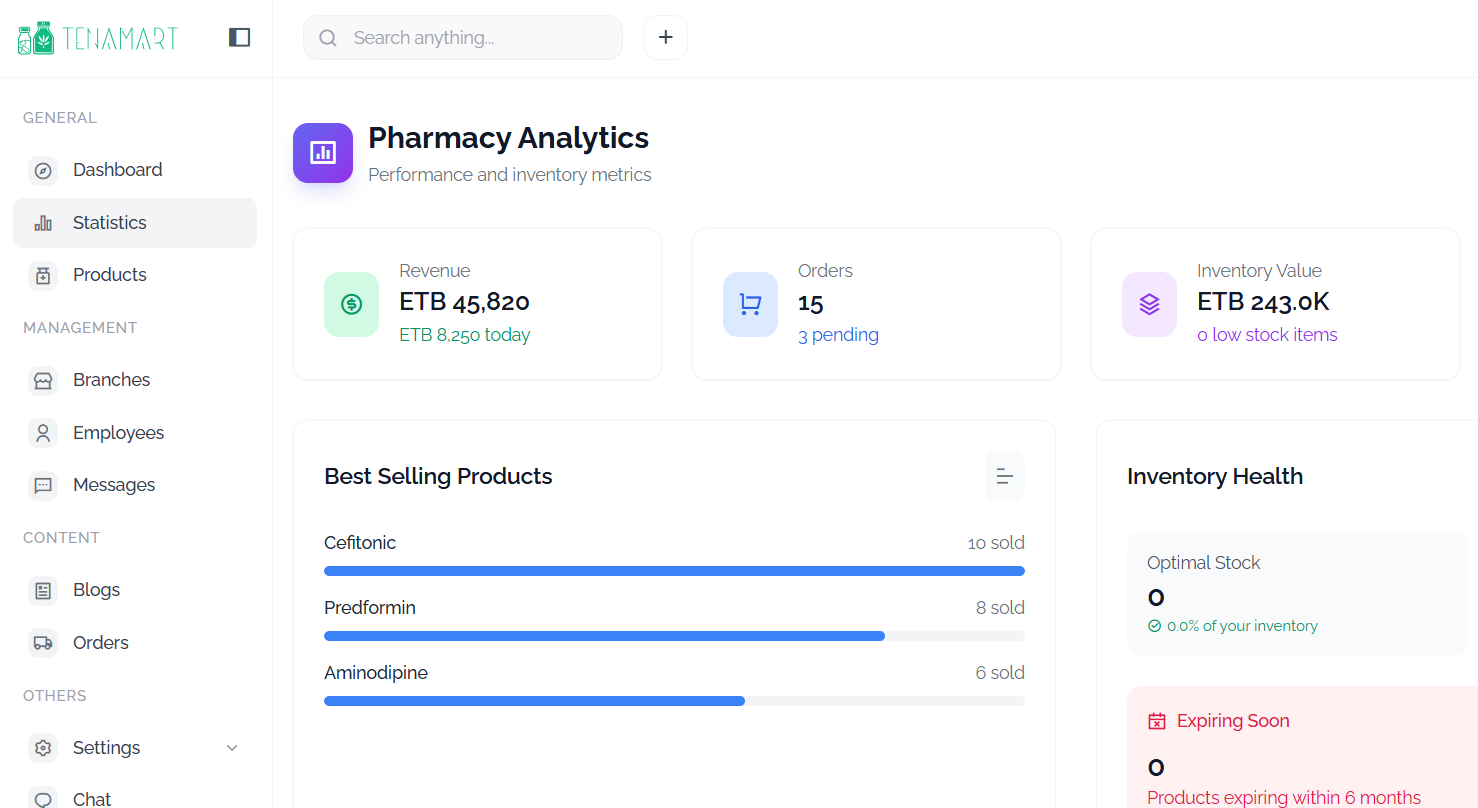 TENAMART
Search anything...
GENERAL
Dashboard
Statistics
Products
MANAGEMENT
Branches
Employees
Messages
CONTENT
Blogs
Orders
OTHERS
Settings
Chat
Pharmacy Analytics
Performance and inventory metrics
Revenue
ETB 45,820
ETB 8,250 today
Orders
15
3 pending
Inventory Value
ETB 243.0K
0 low stock items
Best Selling Products
Cefitonic
10 sold
Predformin
8 sold
Aminodipine
6 sold
Inventory Health
Optimal Stock
0
0.0% of your inventory
Expiring Soon
0
Products expiring within 6 months